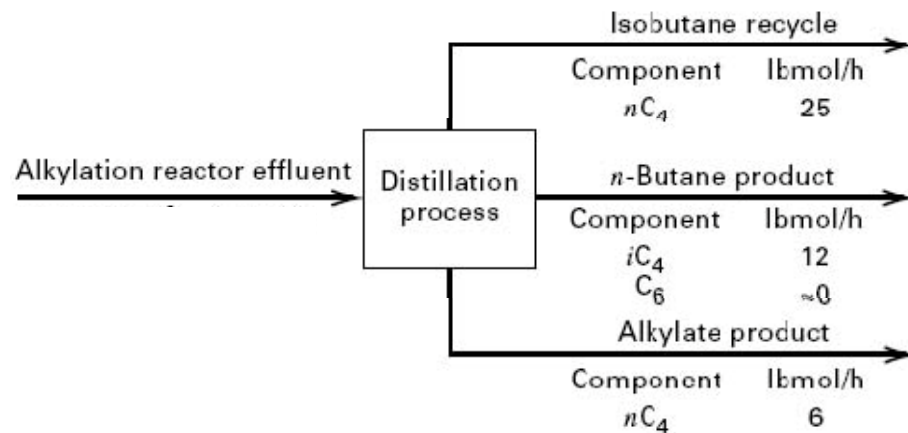 Isobutane recycle
Component lbmol/h
nC₄ 25
Alkylation reactor effluent
Distillation
process
n-Butane product
Component lbmol/h
iC₄ 12
C₆ ≈0
Alkylate product
Component lbmol/h
nC₄ 6